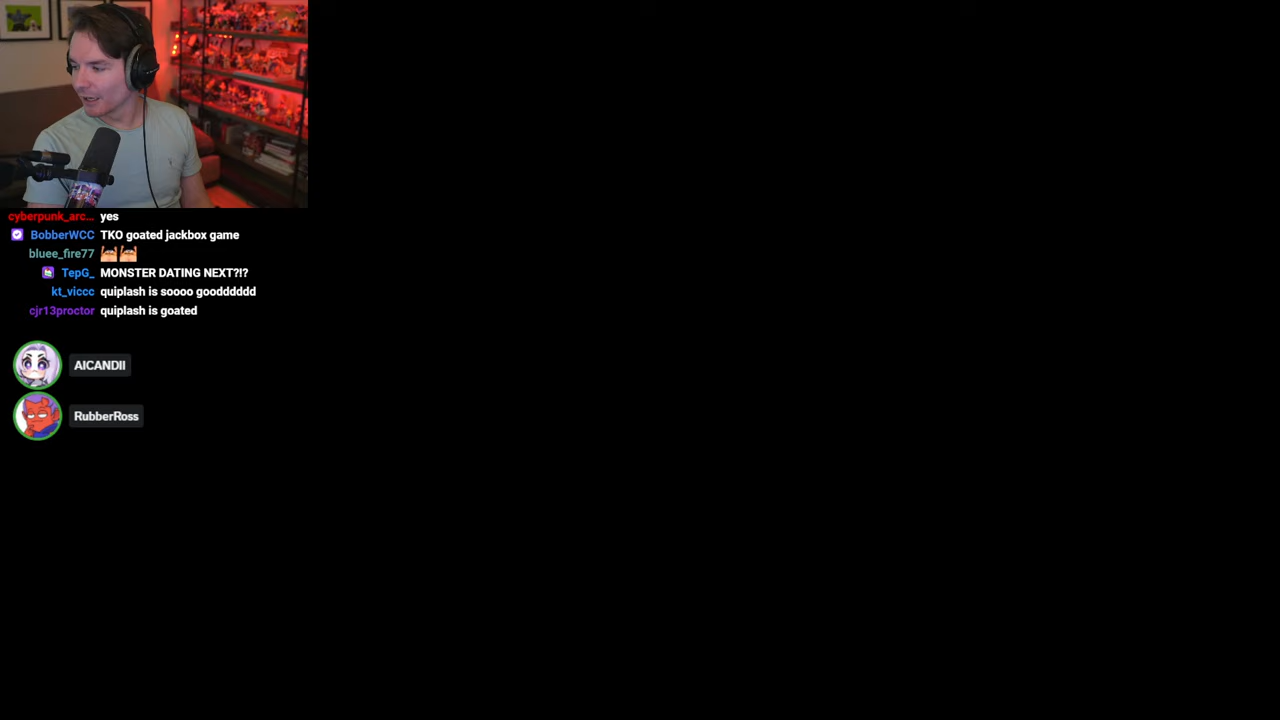 cyberpunk_arc... yes
BobberWCC TKO goated jackbox game
bluee_fire77
TepG_ MONSTER DATING NEXT?!?
kt_viccc quiplash is soooo goodddddd
cjr13proctor quiplash is goated
AICANDII
RubberRoss